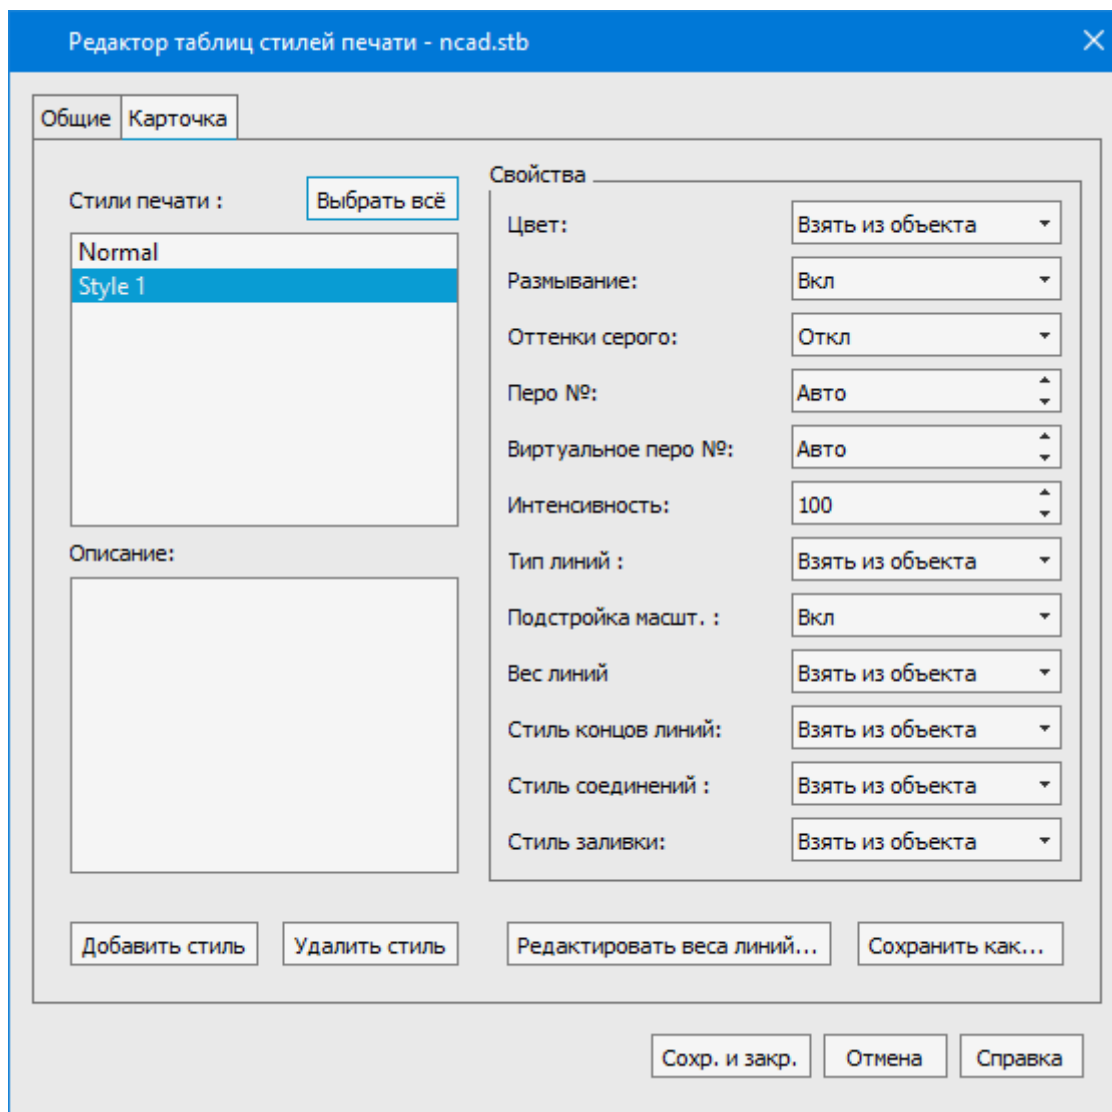 Редактор таблиц стилей печати - ncad.stb
Общие Карточка
Стили печати : Выбрать всё
Normal
Style 1
Описание:
Свойства
Цвет: Взять из объекта
Размывание: Вкл
Оттенки серого: Откл
Перо №: Авто
Виртуальное перо №: Авто
Интенсивность: 100
Тип линий : Взять из объекта
Подстройка масшт. : Вкл
Вес линий Взять из объекта
Стиль концов линий: Взять из объекта
Стиль соединений : Взять из объекта
Стиль заливки: Взять из объекта
Добавить стиль Удалить стиль Редактировать веса линий... Сохранить как...
Сохр. и закр. Отмена Справка